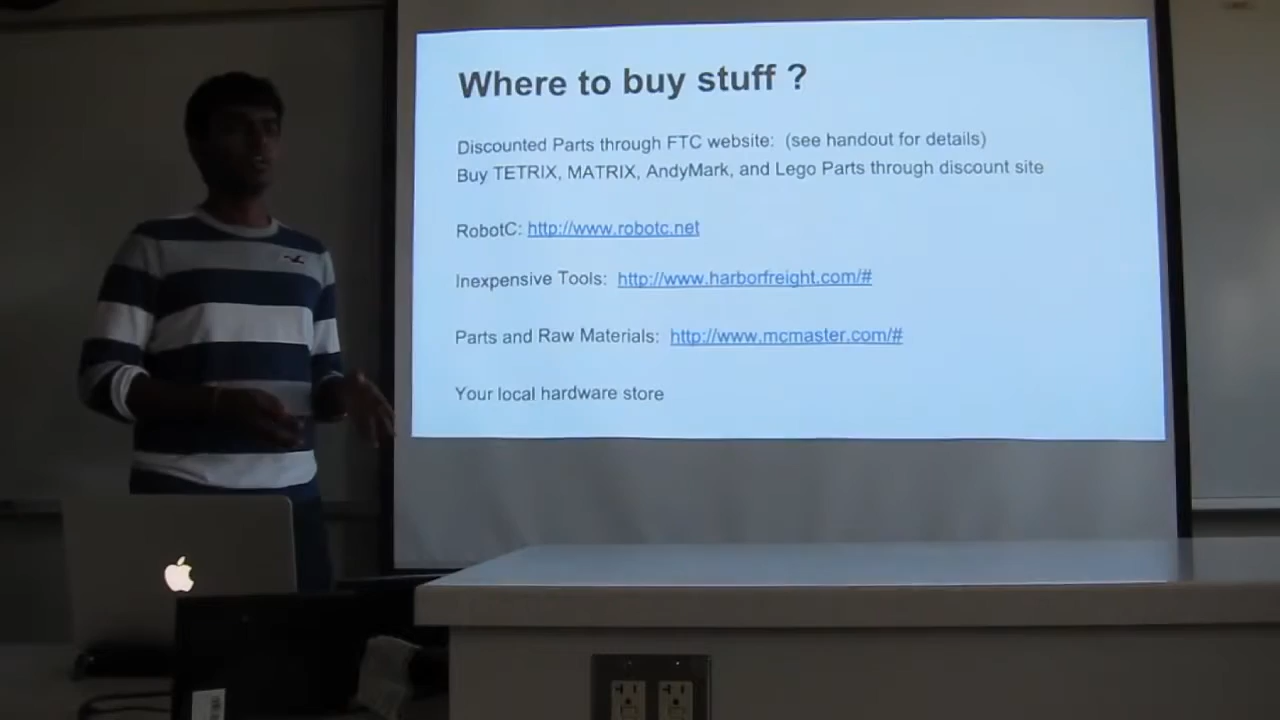 Where to buy stuff ?
Discounted Parts through FTC website: (see handout for details)
Buy TETRIX, MATRIX, AndyMark, and Lego Parts through discount site
RobotC: http://www.robotc.net
Inexpensive Tools: http://www.harborfreight.com/#
Parts and Raw Materials: http://www.mcmaster.com/#
Your local hardware store